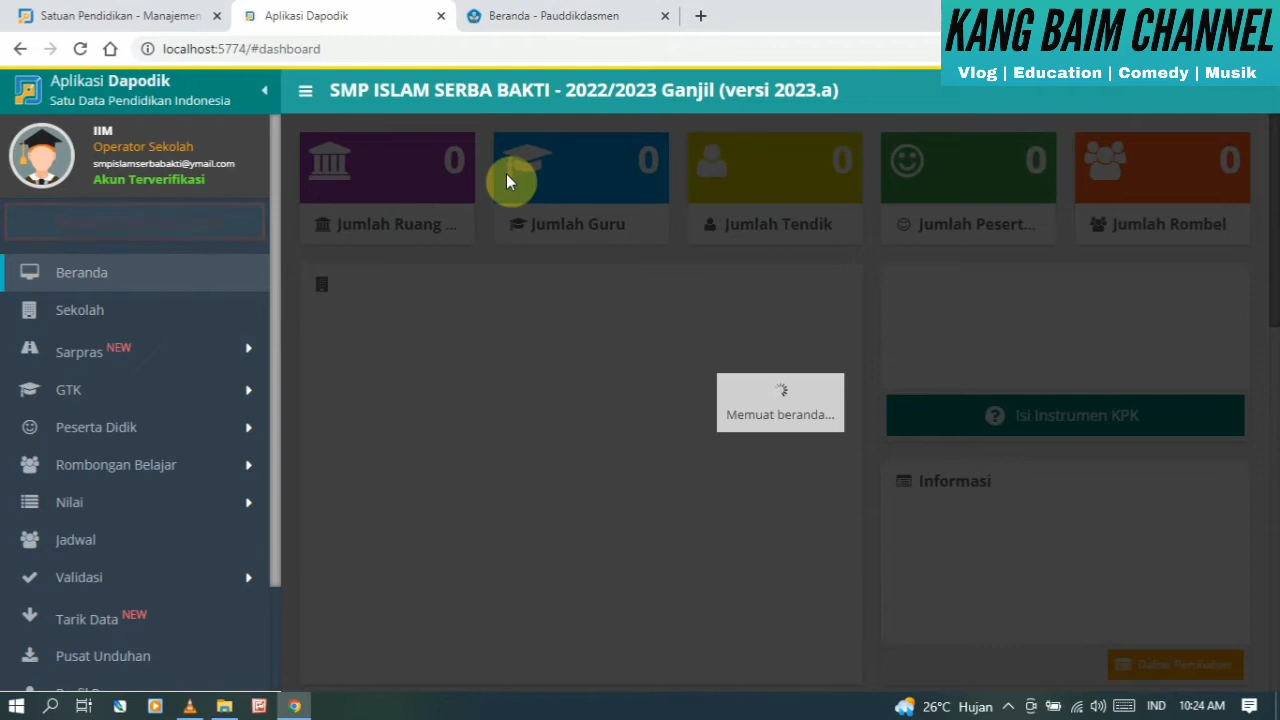 Satuan Pendidikan - Manajemen
Aplikasi Dapodik
Beranda - Pauddikdasmen
localhost:5774/#dashboard
KANG BAIM CHANNEL
Vlog | Education | Comedy | Musik
Aplikasi Dapodik
Satu Data Pendidikan Indonesia
SMP ISLAM SERBA BAKTI - 2022/2023 Ganjil (versi 2023.a)
IIM
Operator Sekolah
smpislamserbabakti@ymail.com
Akun Terverifikasi
0
Jumlah Ruang ...
0
Jumlah Guru
0
Jumlah Tendik
0
Jumlah Pesert...
0
Jumlah Rombel
Beranda
Sekolah
Sarpras NEW
GTK
Peserta Didik
Rombongan Belajar
Nilai
Jadwal
Validasi
Tarik Data NEW
Pusat Unduhan
Memuat beranda...
Isi Instrumen KPK
Informasi
Daftar Perubahan
26°C Hujan
IND
10:24 AM